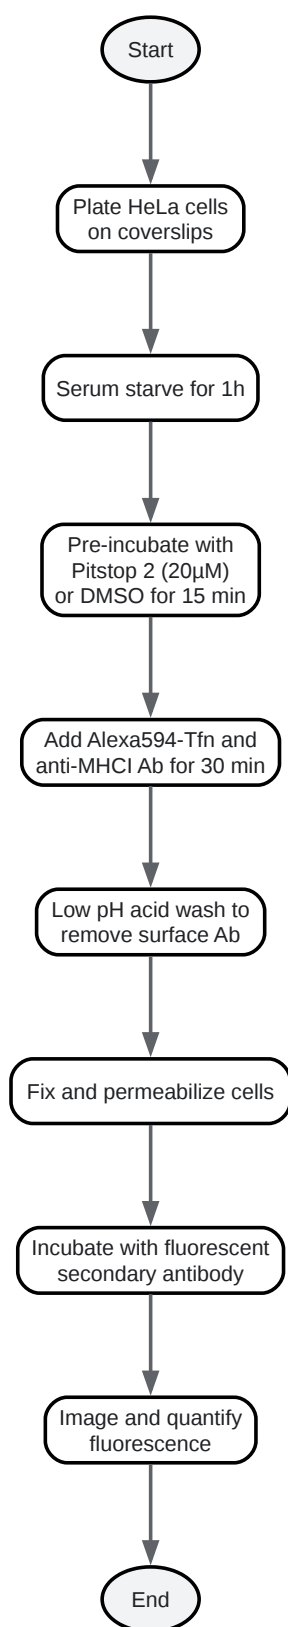 Start
Plate HeLa cells
on coverslips
Serum starve for 1h
Pre-incubate with
Pitstop 2 (20µM)
or DMSO for 15 min
Add Alexa594-Tfn and
anti-MHCI Ab for 30 min
Low pH acid wash to
remove surface Ab
Fix and permeabilize cells
Incubate with fluorescent
secondary antibody
Image and quantify
fluorescence
End